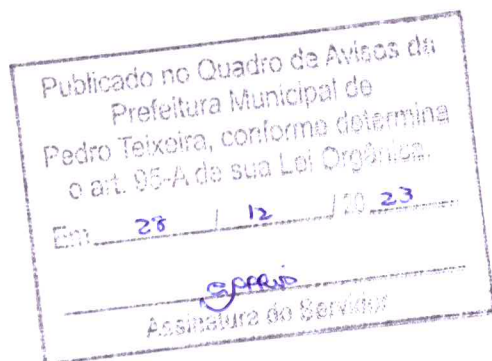 Publicado no Quadro de Avisos da
Prefeitura Municipal de
Pedro Teixeira, conforme determina
o art. 95-A de sua Lei Orgânica.
Em 28 / 12 / 20 23
Assinatura do Servidor